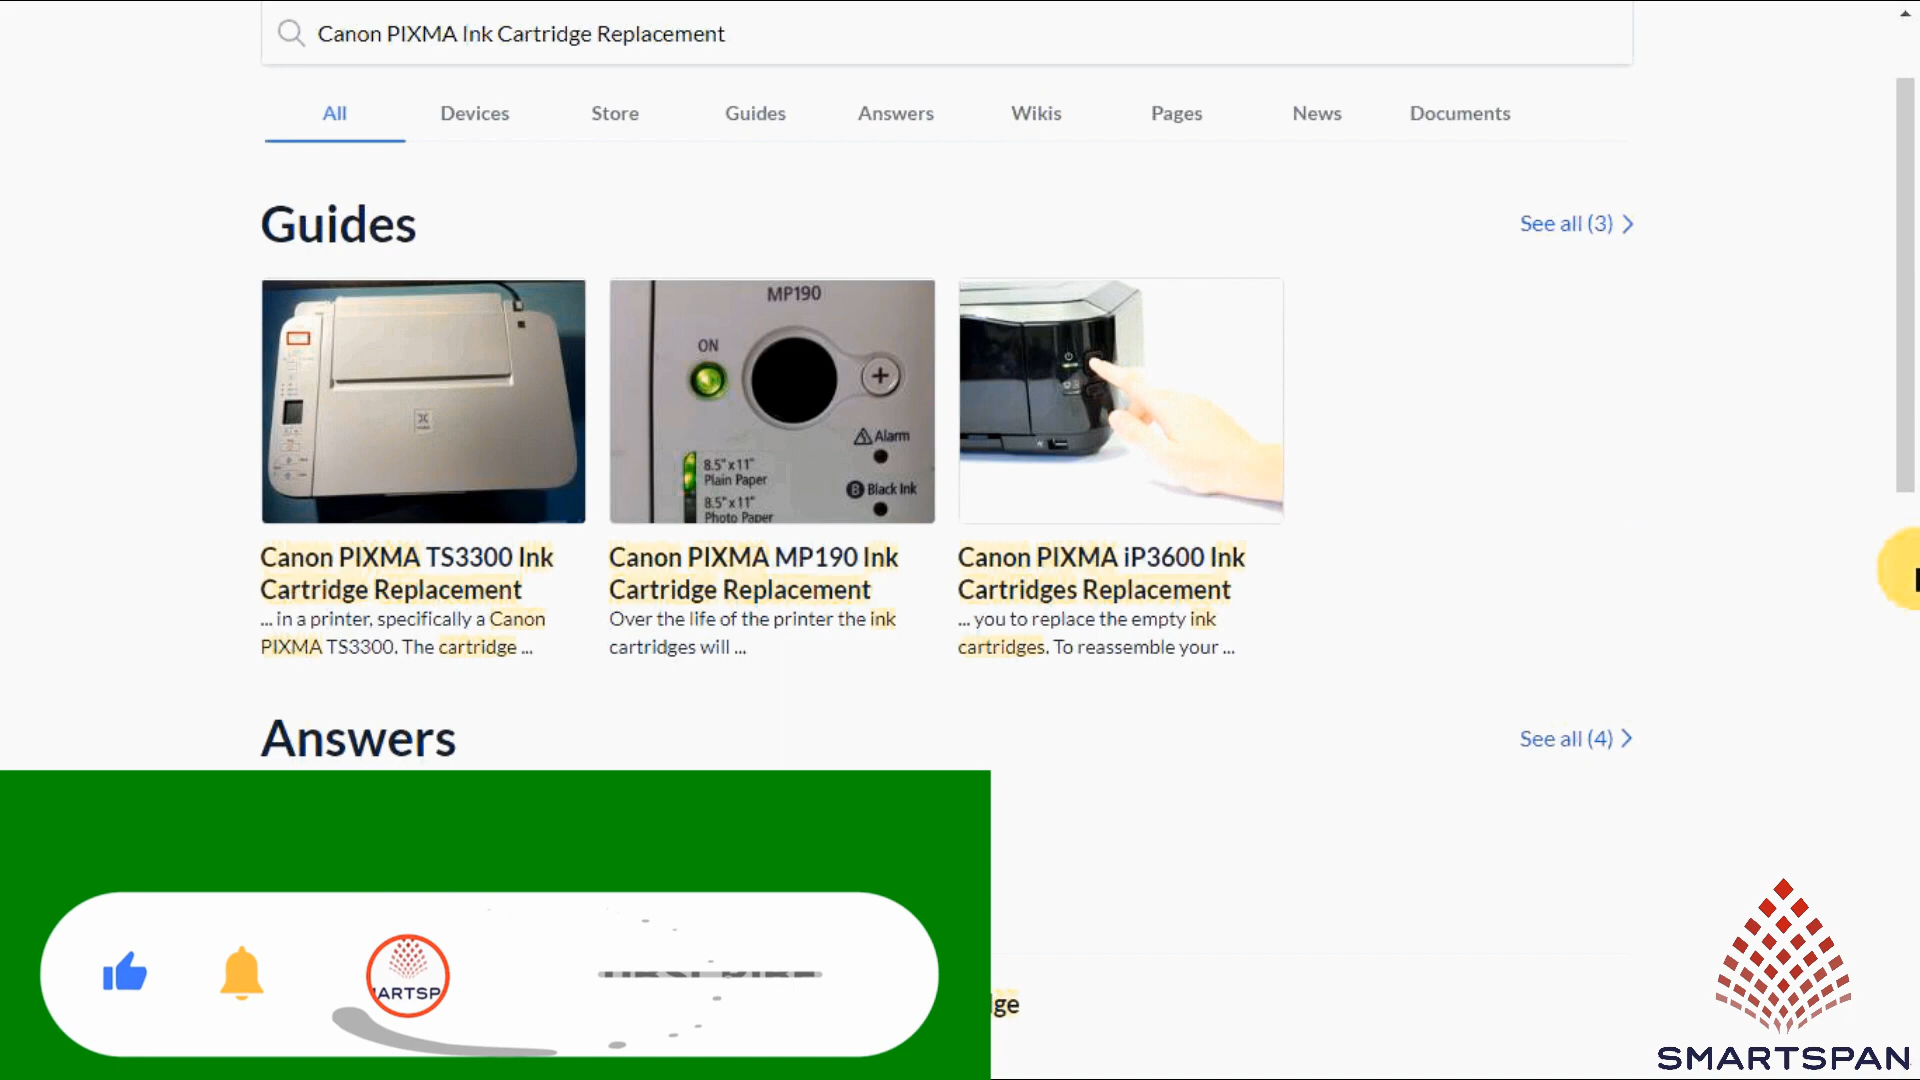 Canon PIXMA Ink Cartridge Replacement
All Devices Store Guides Answers Wikis Pages News Documents
Guides
See all (3)
MP190
ON
Alarm
8.5"x11"
Plain Paper
B Black Ink
8.5"x11"
Photo Paper
Canon PIXMA TS3300 Ink
Cartridge Replacement
... in a printer, specifically a Canon
PIXMA TS3300. The cartridge ...
Canon PIXMA MP190 Ink
Cartridge Replacement
Over the life of the printer the ink
cartridges will ...
Canon PIXMA iP3600 Ink
Cartridges Replacement
... you to replace the empty ink
cartridges. To reassemble your ...
Answers
See all (4)
ARTSP
dge
SMARTSPAN